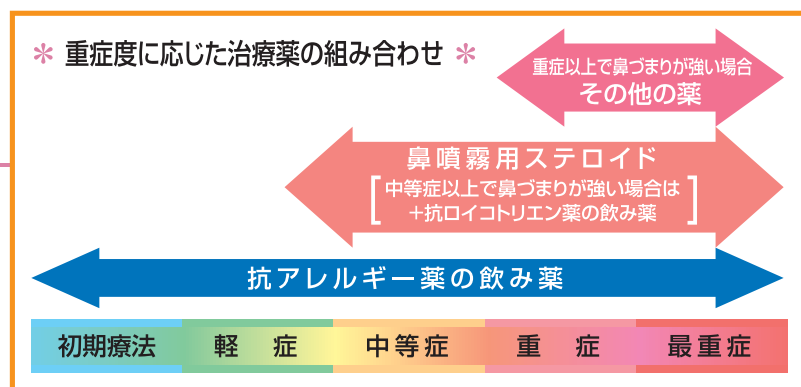 ＊ 重症度に応じた治療薬の組み合わせ ＊
重症以上で鼻づまりが強い場合
その他の薬
鼻噴霧用ステロイド
[中等症以上で鼻づまりが強い場合は
＋抗ロイコトリエン薬の飲み薬]
抗アレルギー薬の飲み薬
初期療法 軽 症 中等症 重 症 最重症